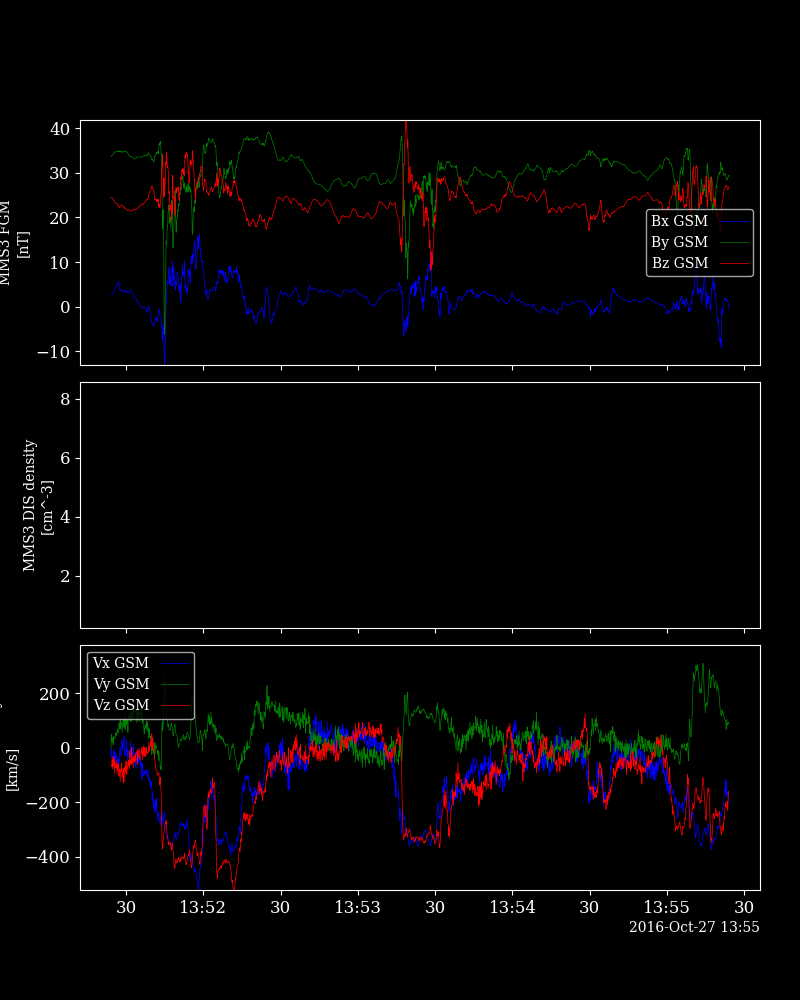 40
30
20
10
0
−10
MMS3 FGM
[nT]
Bx GSM
By GSM
Bz GSM
8
6
4
2
MMS3 DIS density
[cm^-3]
Vx GSM
Vy GSM
Vz GSM
200
0
−200
−400
[km/s]
30 13:52 30 13:53 30 13:54 30 13:55 30
2016-Oct-27 13:55